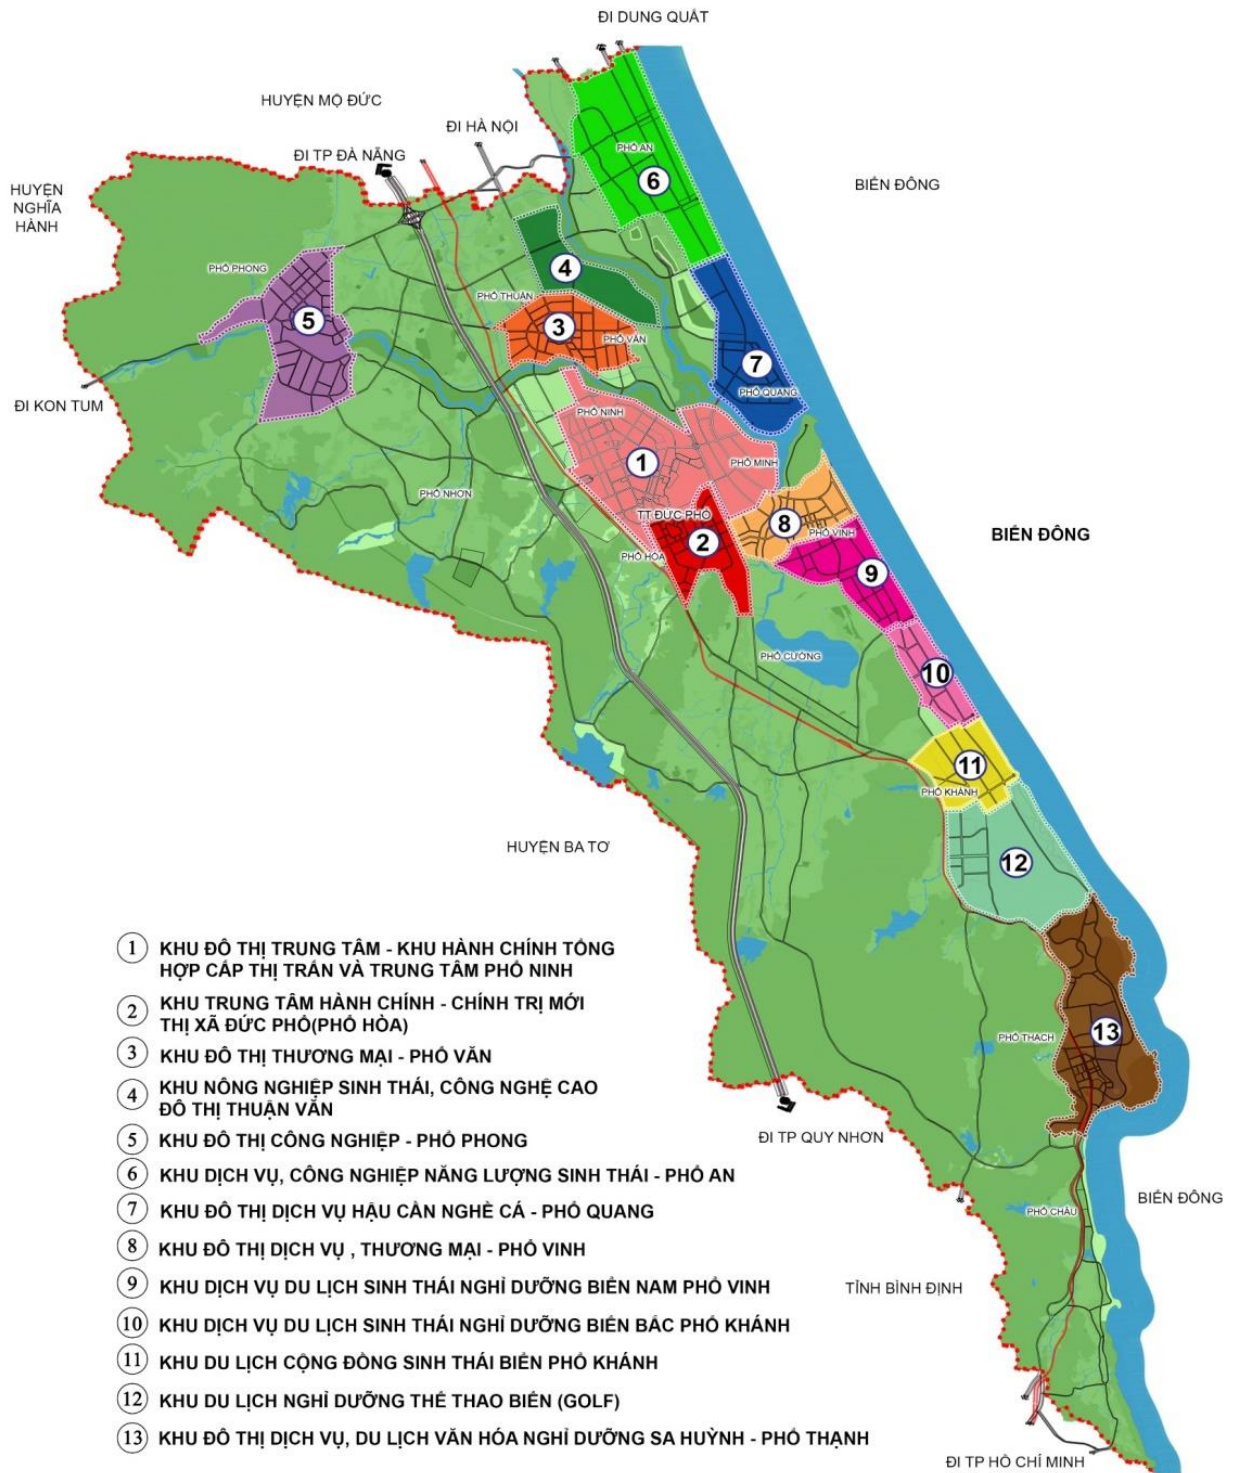 ĐI DUNG QUẤT
HUYỆN MỘ ĐỨC
ĐI HÀ NỘI
ĐI TP ĐÀ NẴNG
HUYỆN
NGHĨA
HÀNH
BIỂN ĐÔNG
PHỔ AN
6
PHỔ PHONG
4
PHỔ THUẬN
5
3
PHỔ VĂN
7
PHỔ QUANG
ĐI KON TUM
PHỔ NINH
1
PHỔ MINH
PHỔ NHƠN
TT ĐỨC PHỔ
8
PHỔ VINH
BIỂN ĐÔNG
2
PHỔ HÒA
9
PHỔ CƯỜNG
10
11
PHỔ KHÁNH
HUYỆN BA TƠ
12
13
PHỔ THẠCH
ĐI TP QUY NHƠN
BIỂN ĐÔNG
PHỔ CHÂU
TỈNH BÌNH ĐỊNH
ĐI TP HỒ CHÍ MINH
1 KHU ĐÔ THỊ TRUNG TÂM - KHU HÀNH CHÍNH TỔNG
HỢP CẤP THỊ TRẤN VÀ TRUNG TÂM PHỔ NINH
2 KHU TRUNG TÂM HÀNH CHÍNH - CHÍNH TRỊ MỚI
THỊ XÃ ĐỨC PHỔ(PHỔ HÒA)
3 KHU ĐÔ THỊ THƯƠNG MẠI - PHỔ VĂN
4 KHU NÔNG NGHIỆP SINH THÁI, CÔNG NGHỆ CAO
ĐÔ THỊ THUẬN VĂN
5 KHU ĐÔ THỊ CÔNG NGHIỆP - PHỔ PHONG
6 KHU DỊCH VỤ, CÔNG NGHIỆP NĂNG LƯỢNG SINH THÁI - PHỔ AN
7 KHU ĐÔ THỊ DỊCH VỤ HẬU CẦN NGHỀ CÁ - PHỔ QUANG
8 KHU ĐÔ THỊ DỊCH VỤ , THƯƠNG MẠI - PHỔ VINH
9 KHU DỊCH VỤ DU LỊCH SINH THÁI NGHỈ DƯỠNG BIỂN NAM PHỔ VINH
10 KHU DỊCH VỤ DU LỊCH SINH THÁI NGHỈ DƯỠNG BIỂN BẮC PHỔ KHÁNH
11 KHU DU LỊCH CỘNG ĐỒNG SINH THÁI BIỂN PHỔ KHÁNH
12 KHU DU LỊCH NGHỈ DƯỠNG THỂ THAO BIỂN (GOLF)
13 KHU ĐÔ THỊ DỊCH VỤ, DU LỊCH VĂN HÓA NGHỈ DƯỠNG SA HUỲNH - PHỔ THẠNH